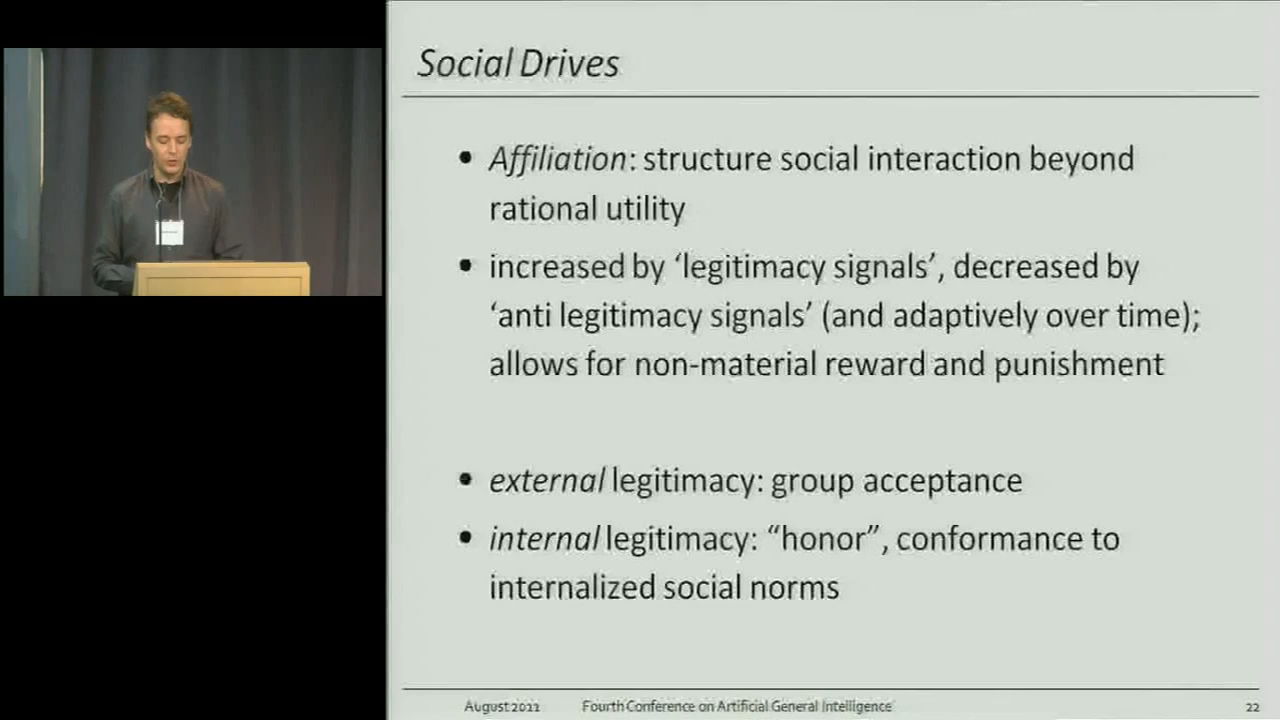 Social Drives
• Affiliation: structure social interaction beyond
rational utility
• increased by ‘legitimacy signals’, decreased by
‘anti legitimacy signals’ (and adaptively over time);
allows for non-material reward and punishment
• external legitimacy: group acceptance
• internal legitimacy: “honor”, conformance to
internalized social norms
August 2011 Fourth Conference on Artificial General Intelligence 22